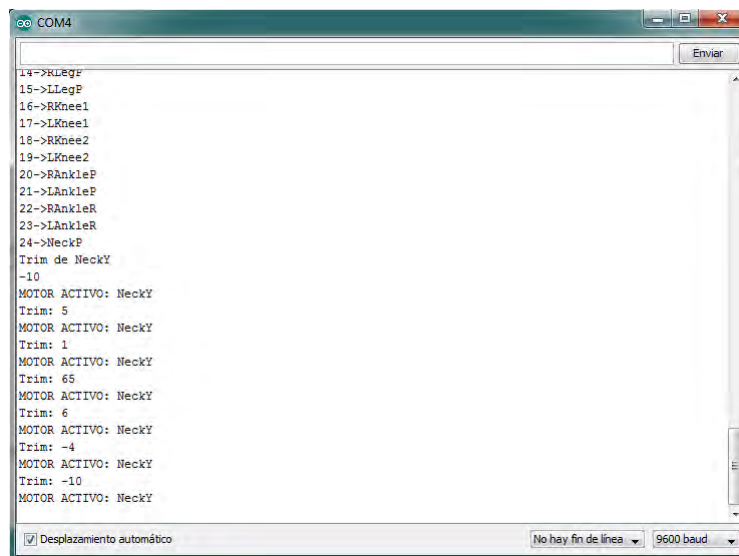 COM4
Enviar
14->RLegP
15->LLegP
16->RKnee1
17->LKnee1
18->RKnee2
19->LKnee2
20->RAnkleP
21->LAnkleP
22->RAnkleR
23->LAnkleR
24->NeckP
Trim de NeckY
-10
MOTOR ACTIVO: NeckY
Trim: 5
MOTOR ACTIVO: NeckY
Trim: 1
MOTOR ACTIVO: NeckY
Trim: 65
MOTOR ACTIVO: NeckY
Trim: 6
MOTOR ACTIVO: NeckY
Trim: -4
MOTOR ACTIVO: NeckY
Trim: -10
MOTOR ACTIVO: NeckY
Desplazamiento automático No hay fin de línea 9600 baud